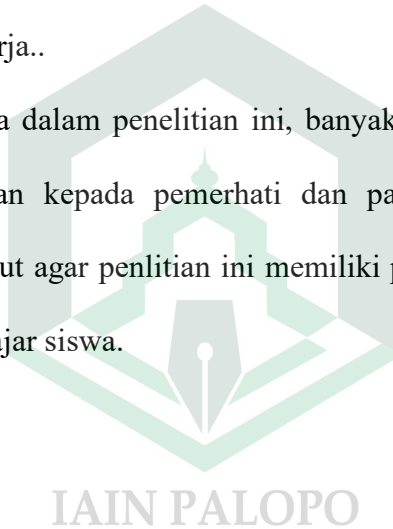 rja..
a dalam penelitian ini, banyak
an kepada pemerhati dan pa
ut agar penlitian ini memiliki p
ajar siswa.
IAIN PALOPO